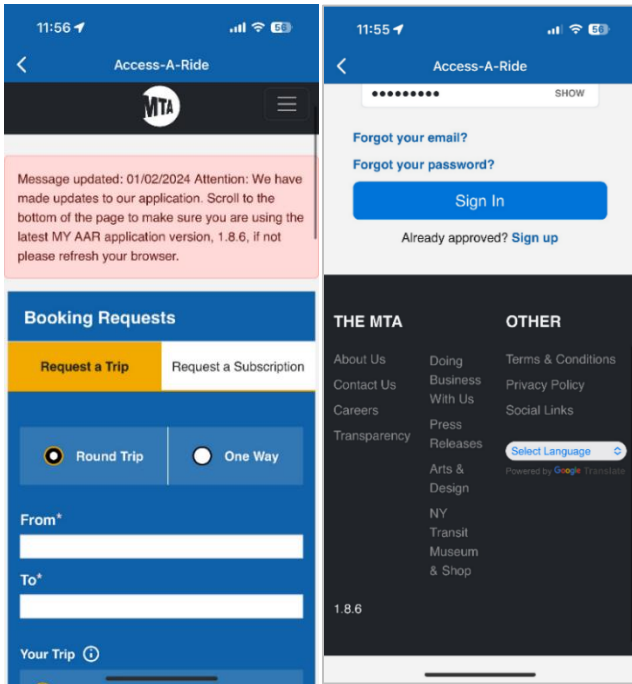 11:56
56
Access-A-Ride
MTA
Message updated: 01/02/2024 Attention: We have
made updates to our application. Scroll to the
bottom of the page to make sure you are using the
latest MY AAR application version, 1.8.6, if not
please refresh your browser.
Booking Requests
Request a Trip
Request a Subscription
Round Trip
One Way
From*
To*
Your Trip
11:55
56
Access-A-Ride
SHOW
Forgot your email?
Forgot your password?
Sign In
Already approved? Sign up
THE MTA
About Us
Contact Us
Careers
Transparency
Doing
Business
With Us
Press
Releases
Arts &
Design
NY
Transit
Museum
& Shop
OTHER
Terms & Conditions
Privacy Policy
Social Links
Select Language
Powered by Google Translate
1.8.6